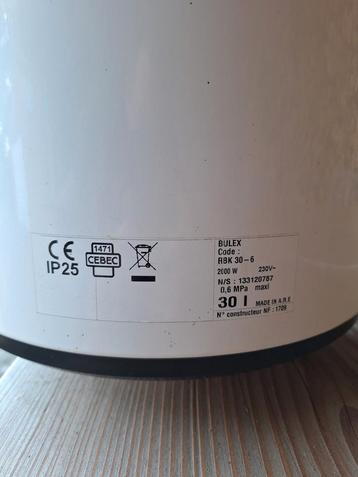 CE
IP25
1471
CEBEC
BULEX
Code :
RBK 30-6
2000 W 230V~
N/S : 133120787
0,6 MPa maxi
30 l MADE IN A.R.E
N° constructeur NF : 1709